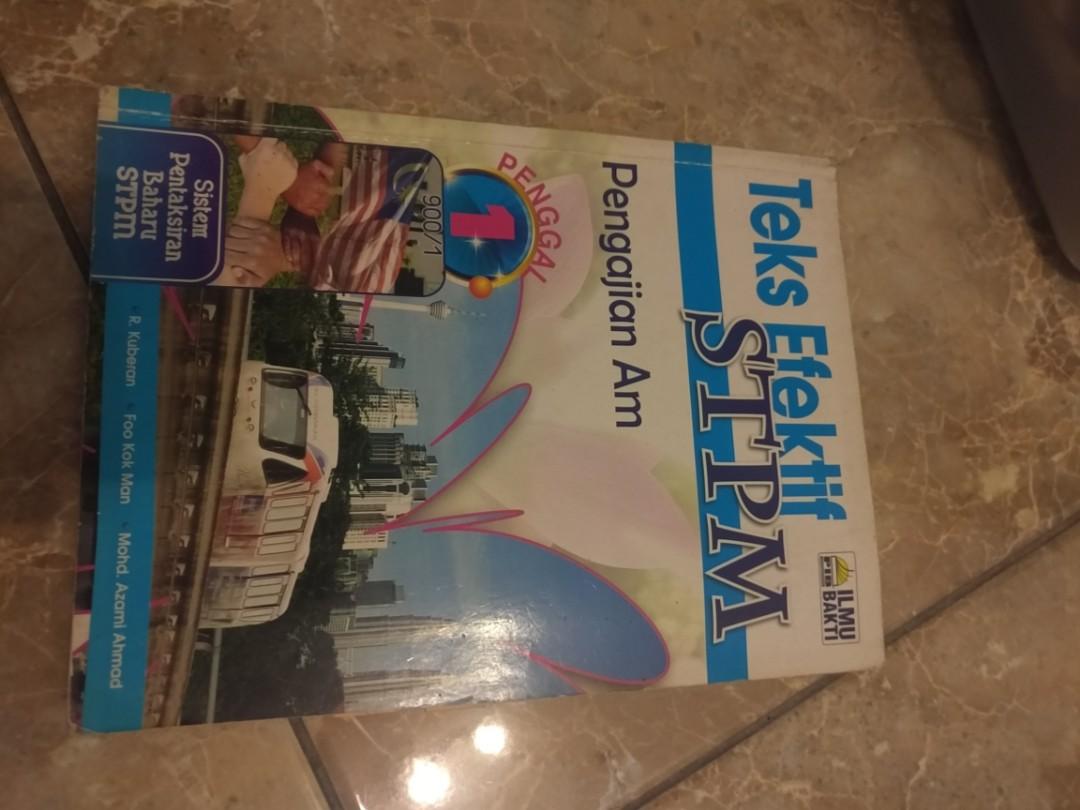 ILMU
BAKTI
Teks Efektif
STPM
Pengajian Am
PENGGAL
1
900/1
Sistem
Pentaksiran
Baharu
STPM
R. Kuberan Foo Kok Man Mohd. Azami Ahmad